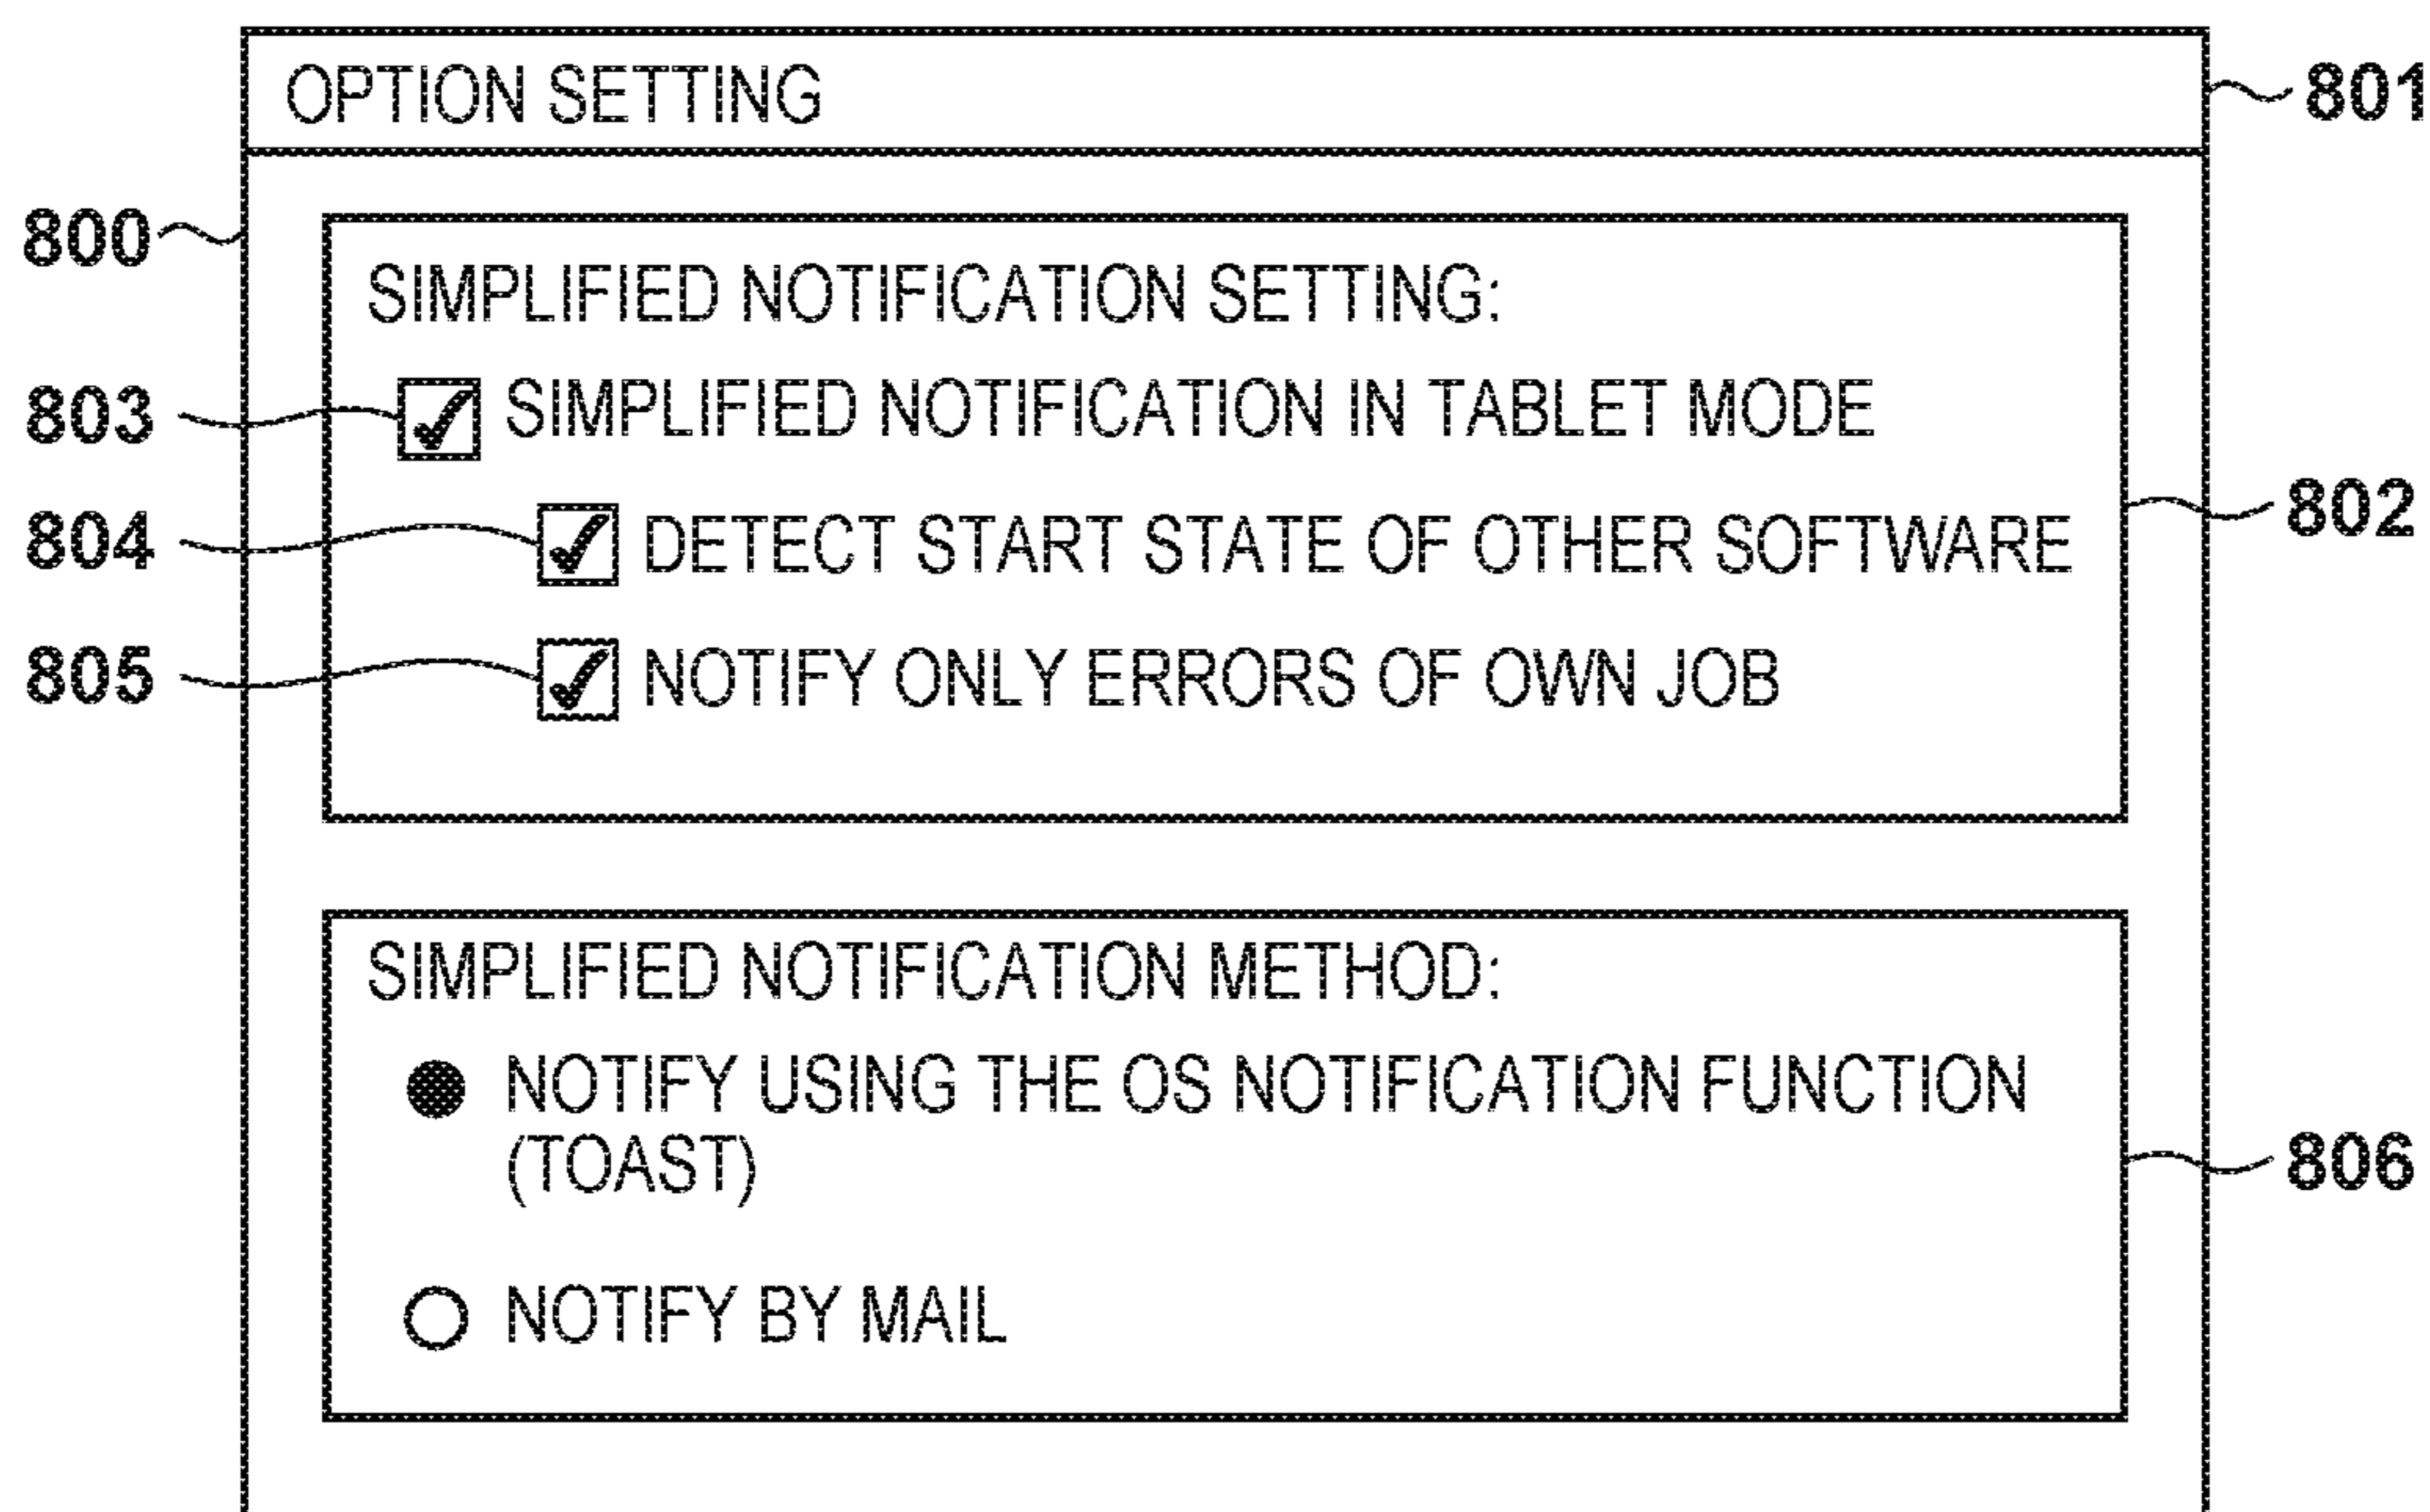 OPTION SETTING
801
800
SIMPLIFIED NOTIFICATION SETTING:
803
SIMPLIFIED NOTIFICATION IN TABLET MODE
802
804
DETECT START STATE OF OTHER SOFTWARE
805
NOTIFY ONLY ERRORS OF OWN JOB
SIMPLIFIED NOTIFICATION METHOD:
NOTIFY USING THE OS NOTIFICATION FUNCTION
(TOAST)
806
NOTIFY BY MAIL